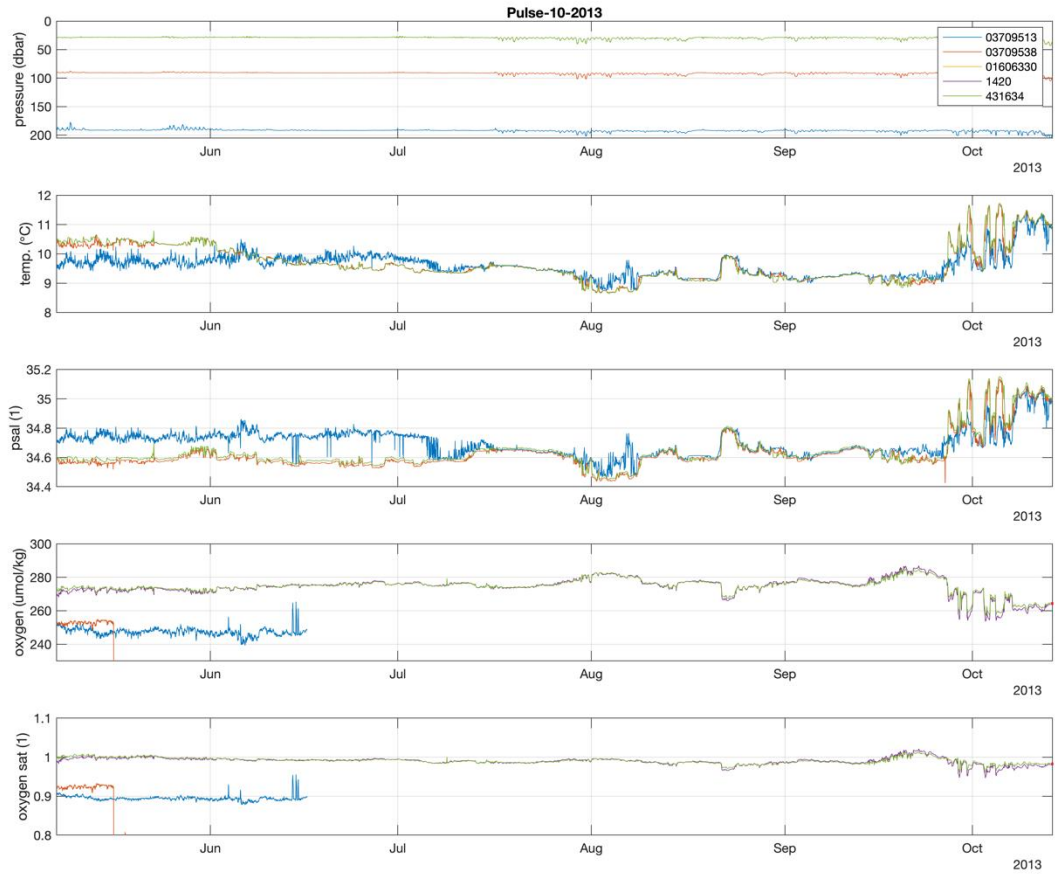 Pulse-10-2013
pressure (dbar)
0
50
100
150
200
Jun
Jul
Aug
Sep
Oct
2013
03709513
03709538
01606330
1420
431634
temp. (°C)
12
11
10
9
8
Jun
Jul
Aug
Sep
Oct
2013
psal (1)
35.2
35
34.8
34.6
34.4
Jun
Jul
Aug
Sep
Oct
2013
oxygen (umol/kg)
300
280
260
240
Jun
Jul
Aug
Sep
Oct
2013
oxygen sat (1)
1.1
1
0.9
0.8
Jun
Jul
Aug
Sep
Oct
2013